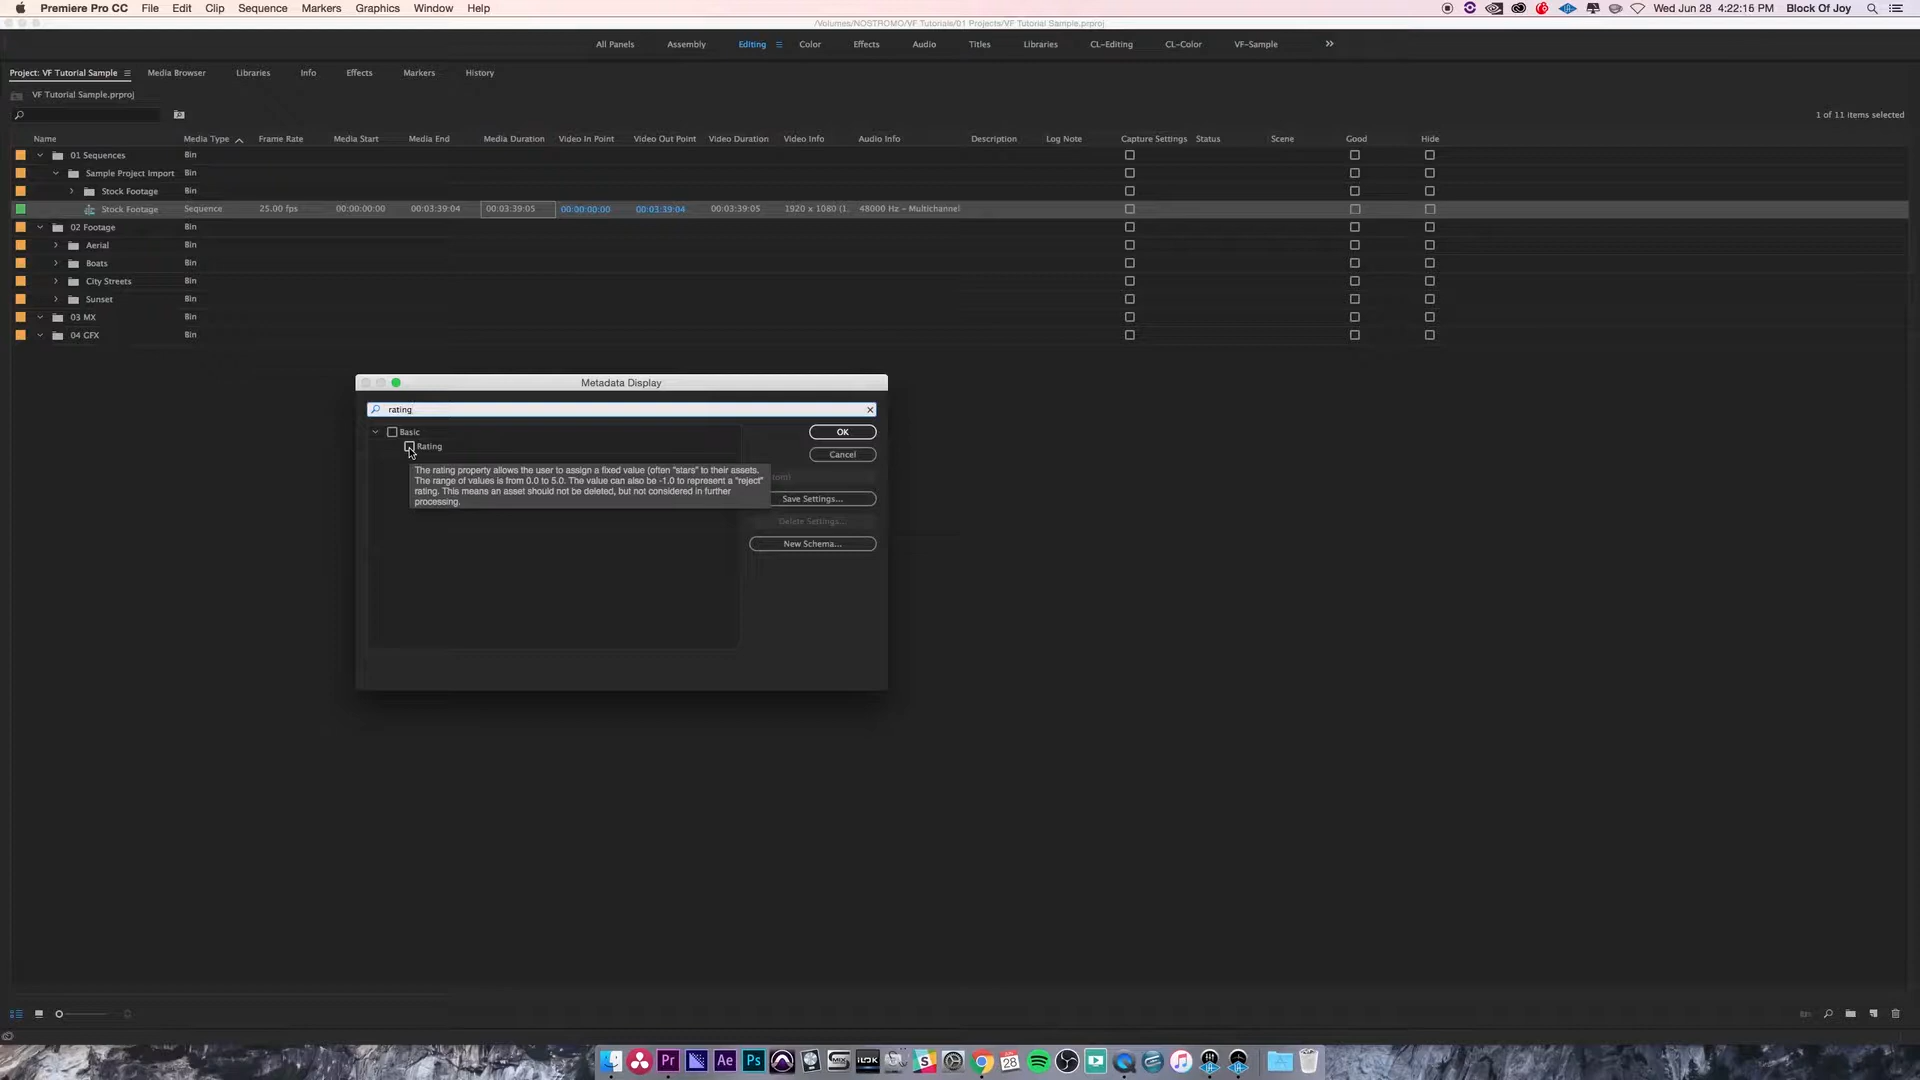 Premiere Pro CC File Edit Clip Sequence Markers Graphics Window Help Wed Jun 28 4:22:16 PM Block Of Joy
/Volumes/NOSTROMO/VF Tutorials/01 Projects/VF Tutorial Sample.prproj
All Panels Assembly Editing Color Effects Audio Titles Libraries CL-Editing CL-Color VF-Sample
Project: VF Tutorial Sample Media Browser Libraries Info Effects Markers History
VF Tutorial Sample.prproj
1 of 11 items selected
Name Media Type Frame Rate Media Start Media End Media Duration Video In Point Video Out Point Video Duration Video Info Audio Info Description Log Note Capture Settings Status Scene Good Hide
01 Sequences Bin
Sample Project Import Bin
Stock Footage Bin
Stock Footage Sequence 25.00 fps 00:00:00:00 00:03:39:04 00:03:39:05 00:00:00:00 00:03:39:04 00:03:39:05 1920 x 1080 (1. 48000 Hz - Multichannel
02 Footage Bin
Aerial Bin
Boats Bin
City Streets Bin
Sunset Bin
03 MX Bin
04 GFX Bin
Metadata Display
rating
Basic OK
Rating
Cancel
The rating property allows the user to assign a fixed value (often "stars" to their assets.
The range of values is from 0.0 to 5.0. The value can also be -1.0 to represent a "reject"
rating. This means an asset should not be deleted, but not considered in further
processing.
Save Settings...
Delete Settings...
New Schema...
Pr Ae Ps S 28